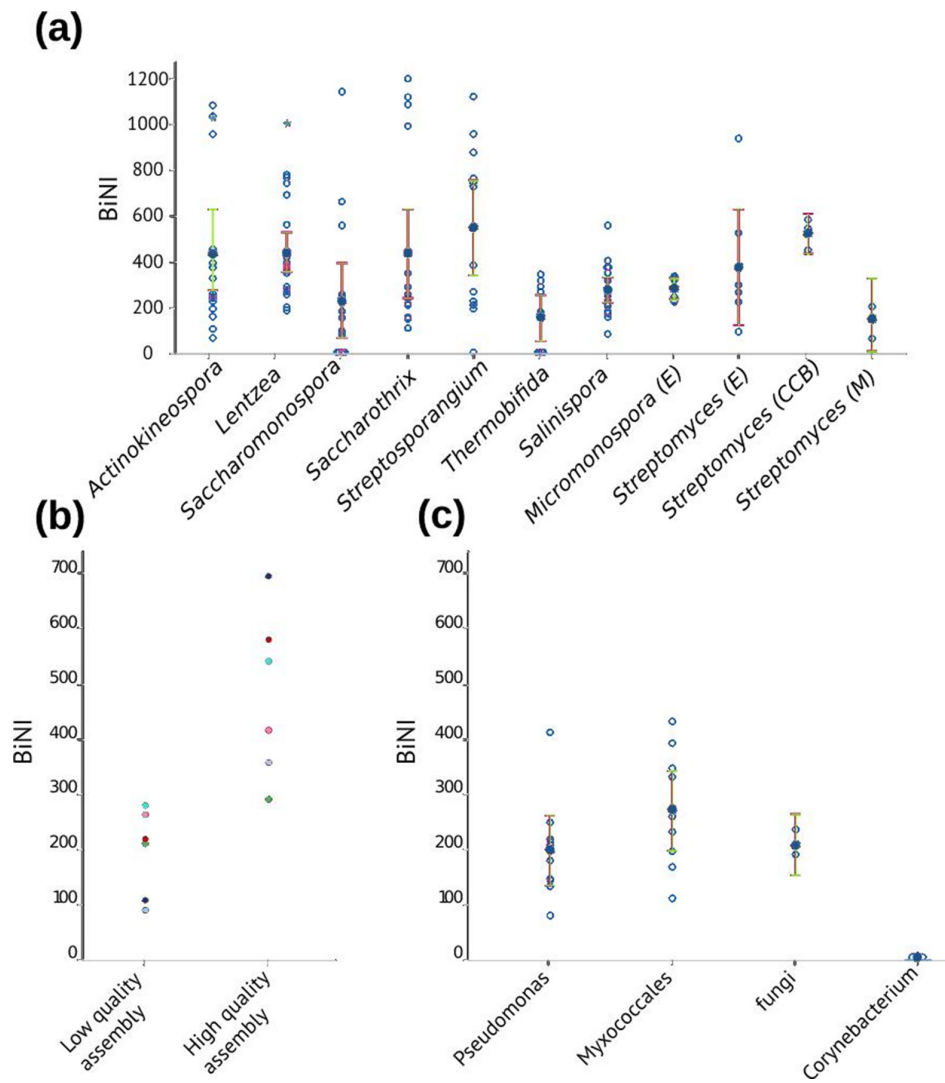 (a)
1200
1000
800
600
400
200
0
BiNI
Actinokineospora
Lentzea
Saccharomonospora
Saccharothrix
Streptosporangium
Thermobifida
Salinispora
Micromonospora (E)
Streptomyces (E)
Streptomyces (CCB)
Streptomyces (M)
(b)
700
600
500
400
300
200
100
0
BiNI
Low quality
assembly
High quality
assembly
(c)
700
600
500
400
300
200
100
0
BiNI
Pseudomonas
Myxococcales
fungi
Corynebacterium